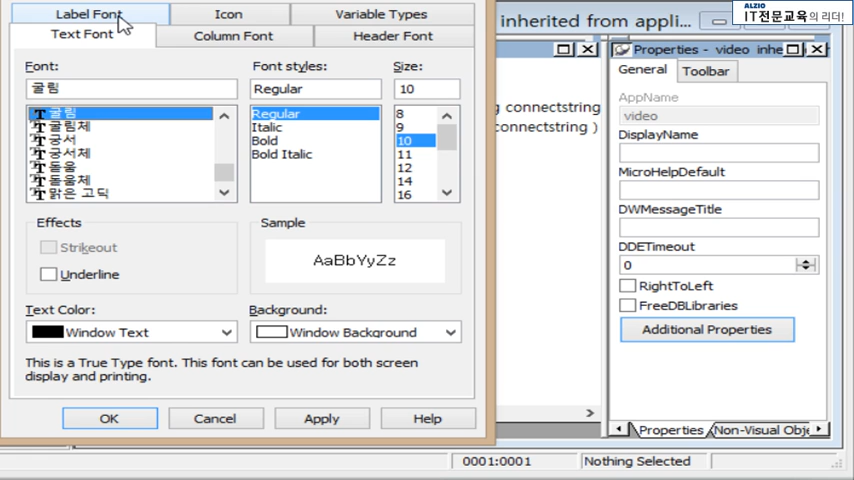 Label Font
Icon
Variable Types
Text Font
Column Font
Header Font
Font:
Font styles:
Size:
굴림
Regular
10
굴림
굴림체
궁서
궁서체
돋움
돋움체
맑은 고딕
Regular
Italic
Bold
Bold Italic
8
9
10
11
12
14
16
Effects
Strikeout
Underline
Sample
AaBbYyZz
Text Color:
Window Text
Background:
Window Background
This is a True Type font. This font can be used for both screen
display and printing.
OK
Cancel
Apply
Help
inherited from appli...
ALZIO
IT전문교육의 리더!
connectstring
connectstring )
0001:0001
Nothing Selected
Properties - video inhe
General
Toolbar
AppName
video
DisplayName
MicroHelpDefault
DWMessageTitle
DDETimeout
0
RightToLeft
FreeDBLibraries
Additional Properties
Properties
Non-Visual Obje